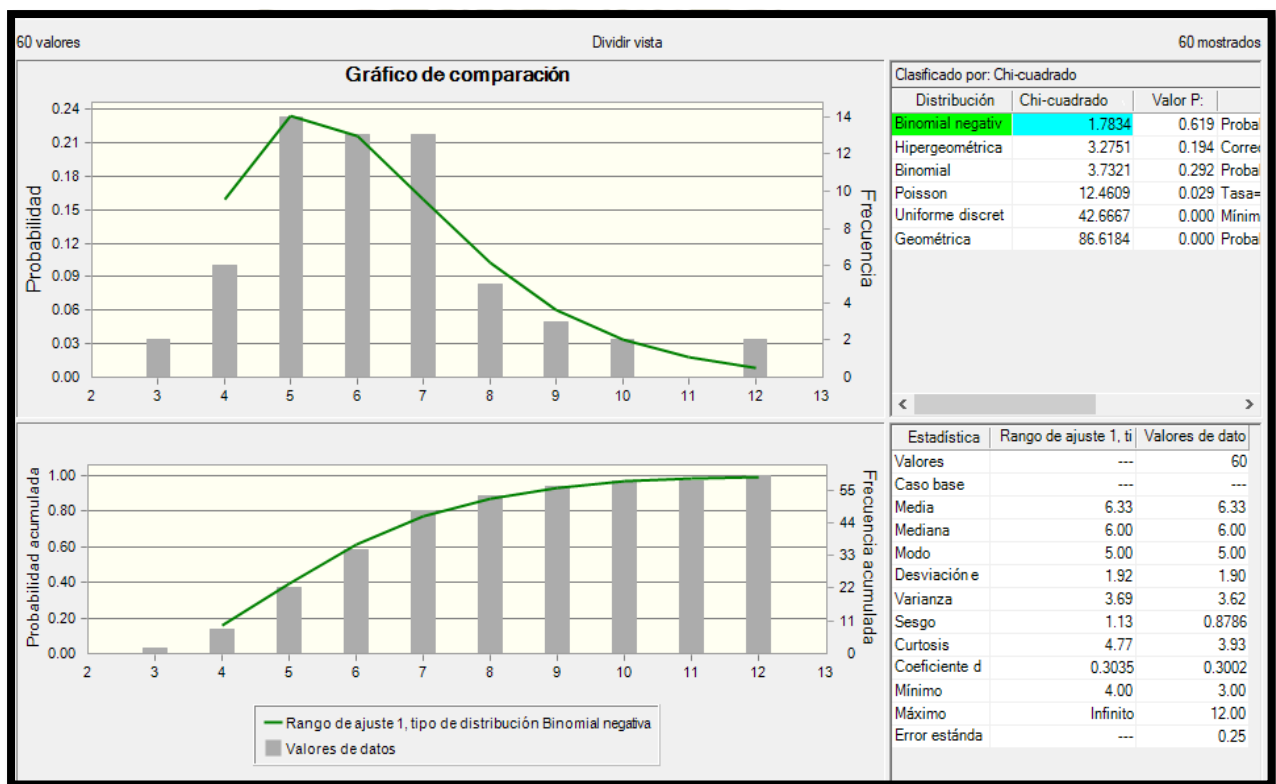 60 valores Dividir vista 60 mostrados
Gráfico de comparación
Probabilidad
0.24
0.21
0.18
0.15
0.12
0.09
0.06
0.03
0.00
14
12
10
8
6
4
2
0
Frecuencia
2 3 4 5 6 7 8 9 10 11 12 13
Clasificado por: Chi-cuadrado
Distribución Chi-cuadrado Valor P:
Binomial negativ 1.7834 0.619 Probal
Hipergeométrica 3.2751 0.194 Corre
Binomial 3.7321 0.292 Probal
Poisson 12.4609 0.029 Tasa=
Uniforme discret 42.6667 0.000 Mínim
Geométrica 86.6184 0.000 Probal
Probabilidad acumulada
1.00
0.80
0.60
0.40
0.20
0.00
55
44
33
22
11
0
Frecuencia acumulada
2 3 4 5 6 7 8 9 10 11 12 13
Rango de ajuste 1, tipo de distribución Binomial negativa
Valores de datos
Estadística Rango de ajuste 1, ti Valores de dato
Valores --- 60
Caso base --- ---
Media 6.33 6.33
Mediana 6.00 6.00
Modo 5.00 5.00
Desviación e 1.92 1.90
Varianza 3.69 3.62
Sesgo 1.13 0.8786
Curtosis 4.77 3.93
Coeficiente d 0.3035 0.3002
Mínimo 4.00 3.00
Máximo Infinito 12.00
Error estánda --- 0.25